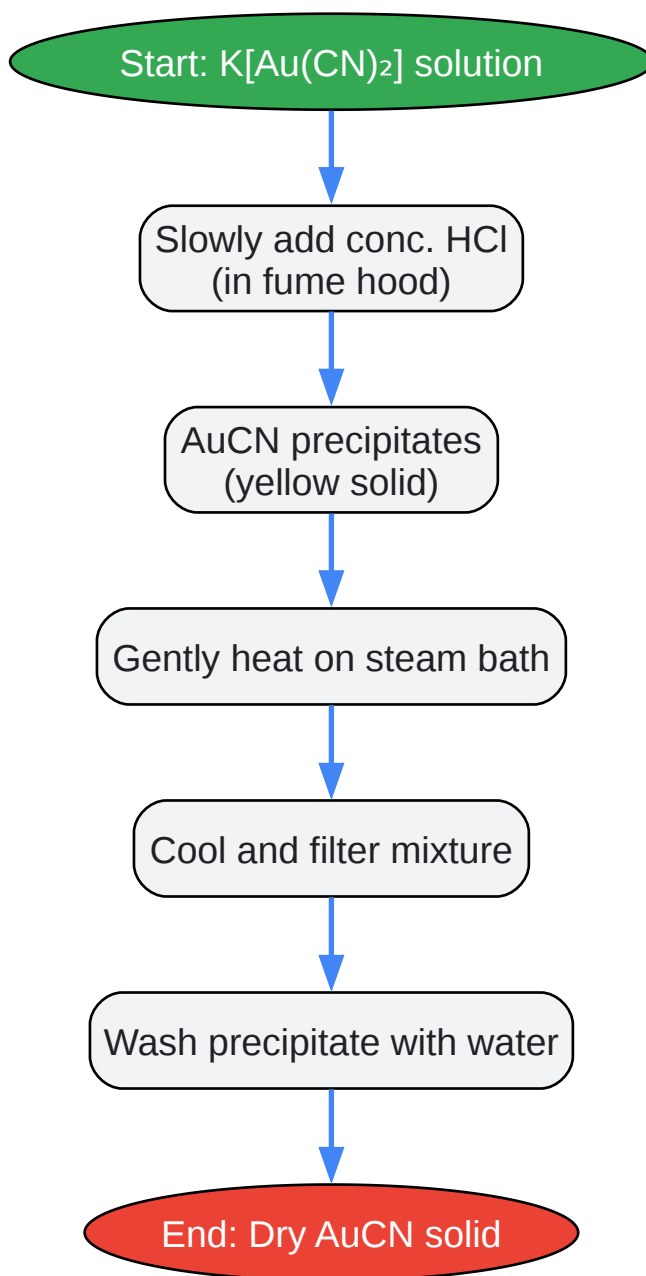 Start: K[Au(CN)₂] solution
Slowly add conc. HCl
(in fume hood)
AuCN precipitates
(yellow solid)
Gently heat on steam bath
Cool and filter mixture
Wash precipitate with water
End: Dry AuCN solid